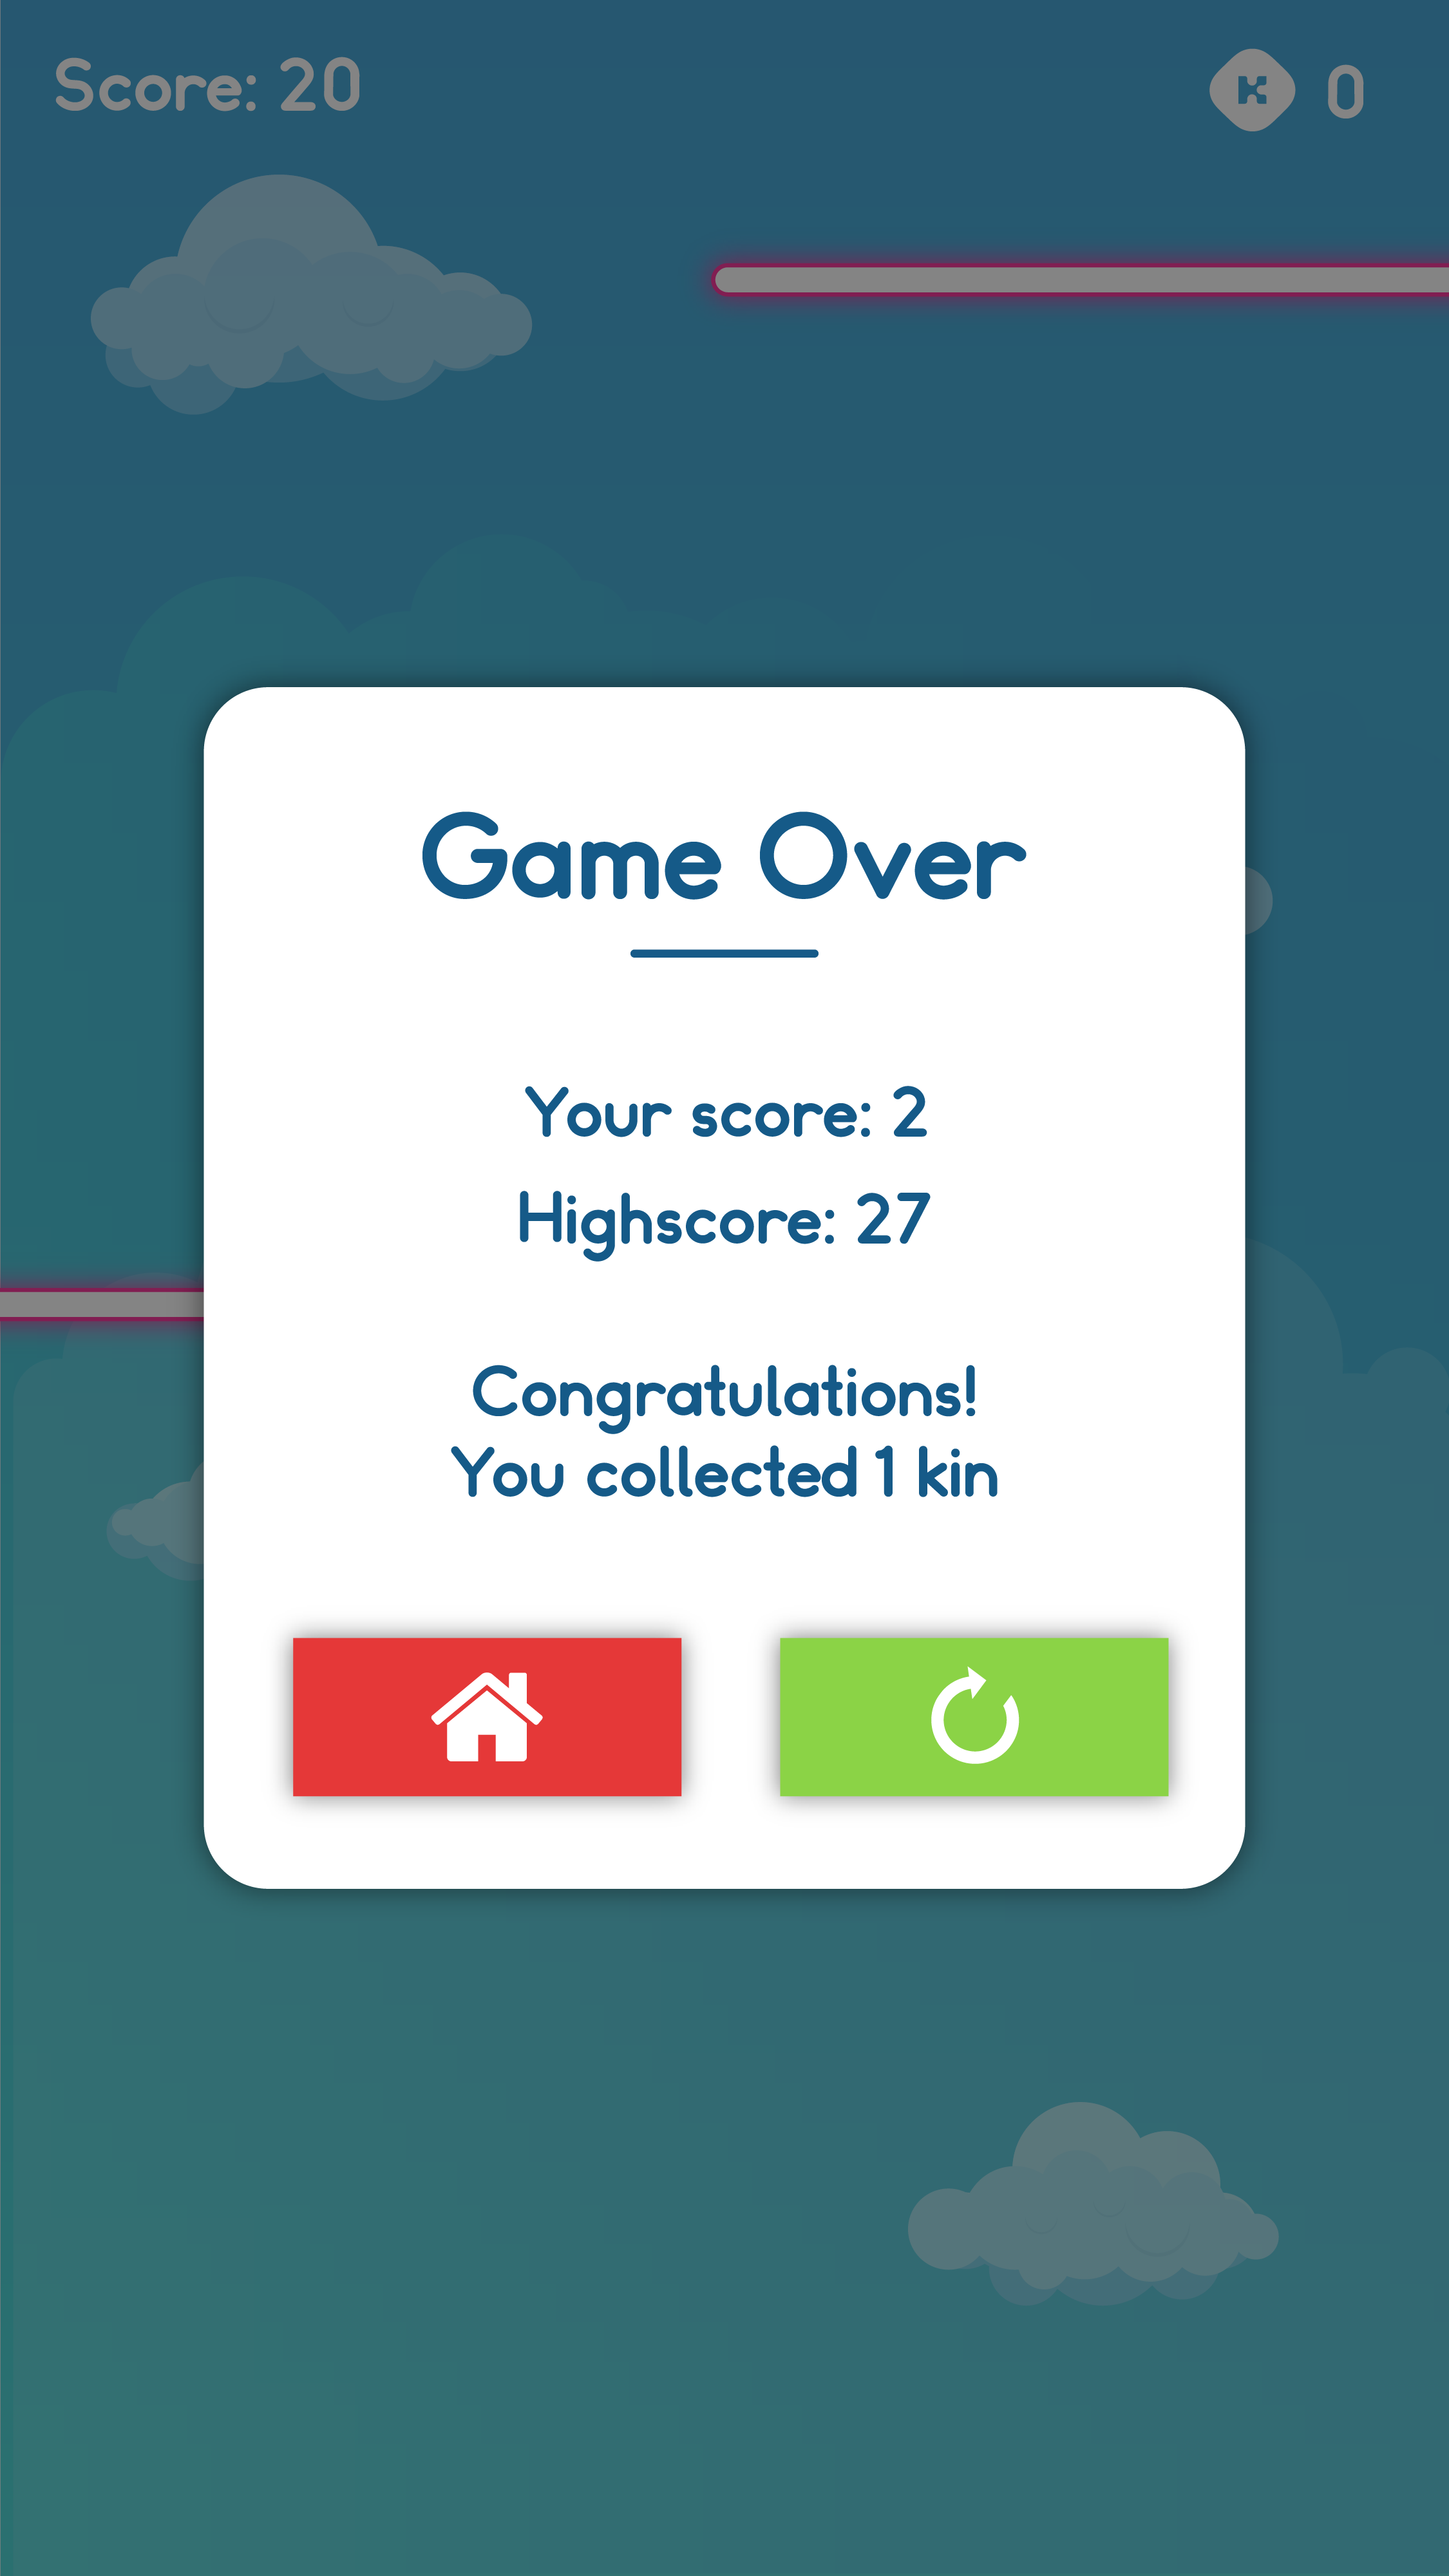 Score: 20
K 0
Game Over
Your score: 2
Highscore: 27
Congratulations!
You collected 1 kin